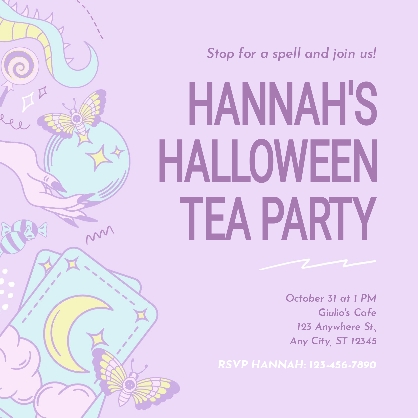 Stop for a spell and join us!
HANNAH'S
HALLOWEEN
TEA PARTY
October 31 at 1 PM
Giulio's Cafe
123 Anywhere St.,
Any City, ST 12345
RSVP HANNAH: 123-456-7890